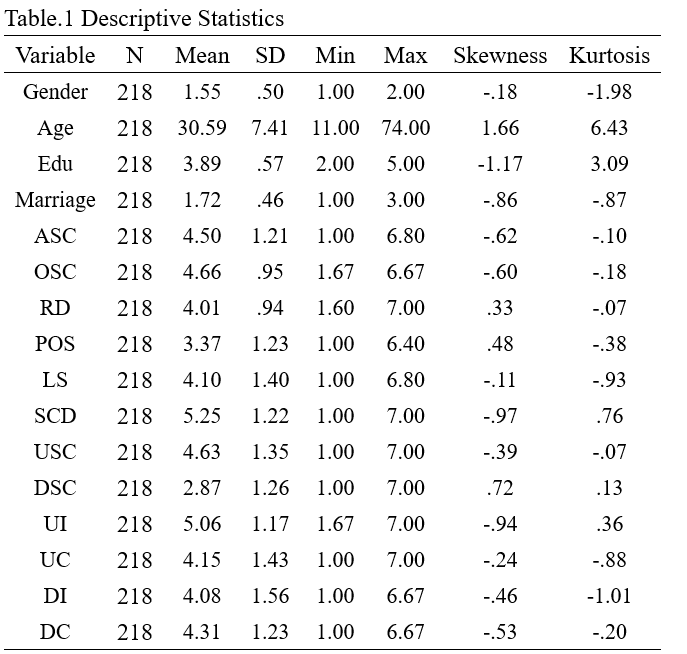 Table.1 Descriptive Statistics
Variable N Mean SD Min Max Skewness Kurtosis
Gender 218 1.55 .50 1.00 2.00 -.18 -1.98
Age 218 30.59 7.41 11.00 74.00 1.66 6.43
Edu 218 3.89 .57 2.00 5.00 -1.17 3.09
Marriage 218 1.72 .46 1.00 3.00 -.86 -.87
ASC 218 4.50 1.21 1.00 6.80 -.62 -.10
OSC 218 4.66 .95 1.67 6.67 -.60 -.18
RD 218 4.01 .94 1.60 7.00 .33 -.07
POS 218 3.37 1.23 1.00 6.40 .48 -.38
LS 218 4.10 1.40 1.00 6.80 -.11 -.93
SCD 218 5.25 1.22 1.00 7.00 -.97 .76
USC 218 4.63 1.35 1.00 7.00 -.39 -.07
DSC 218 2.87 1.26 1.00 7.00 .72 .13
UI 218 5.06 1.17 1.67 7.00 -.94 .36
UC 218 4.15 1.43 1.00 7.00 -.24 -.88
DI 218 4.08 1.56 1.00 6.67 -.46 -1.01
DC 218 4.31 1.23 1.00 6.67 -.53 -.20